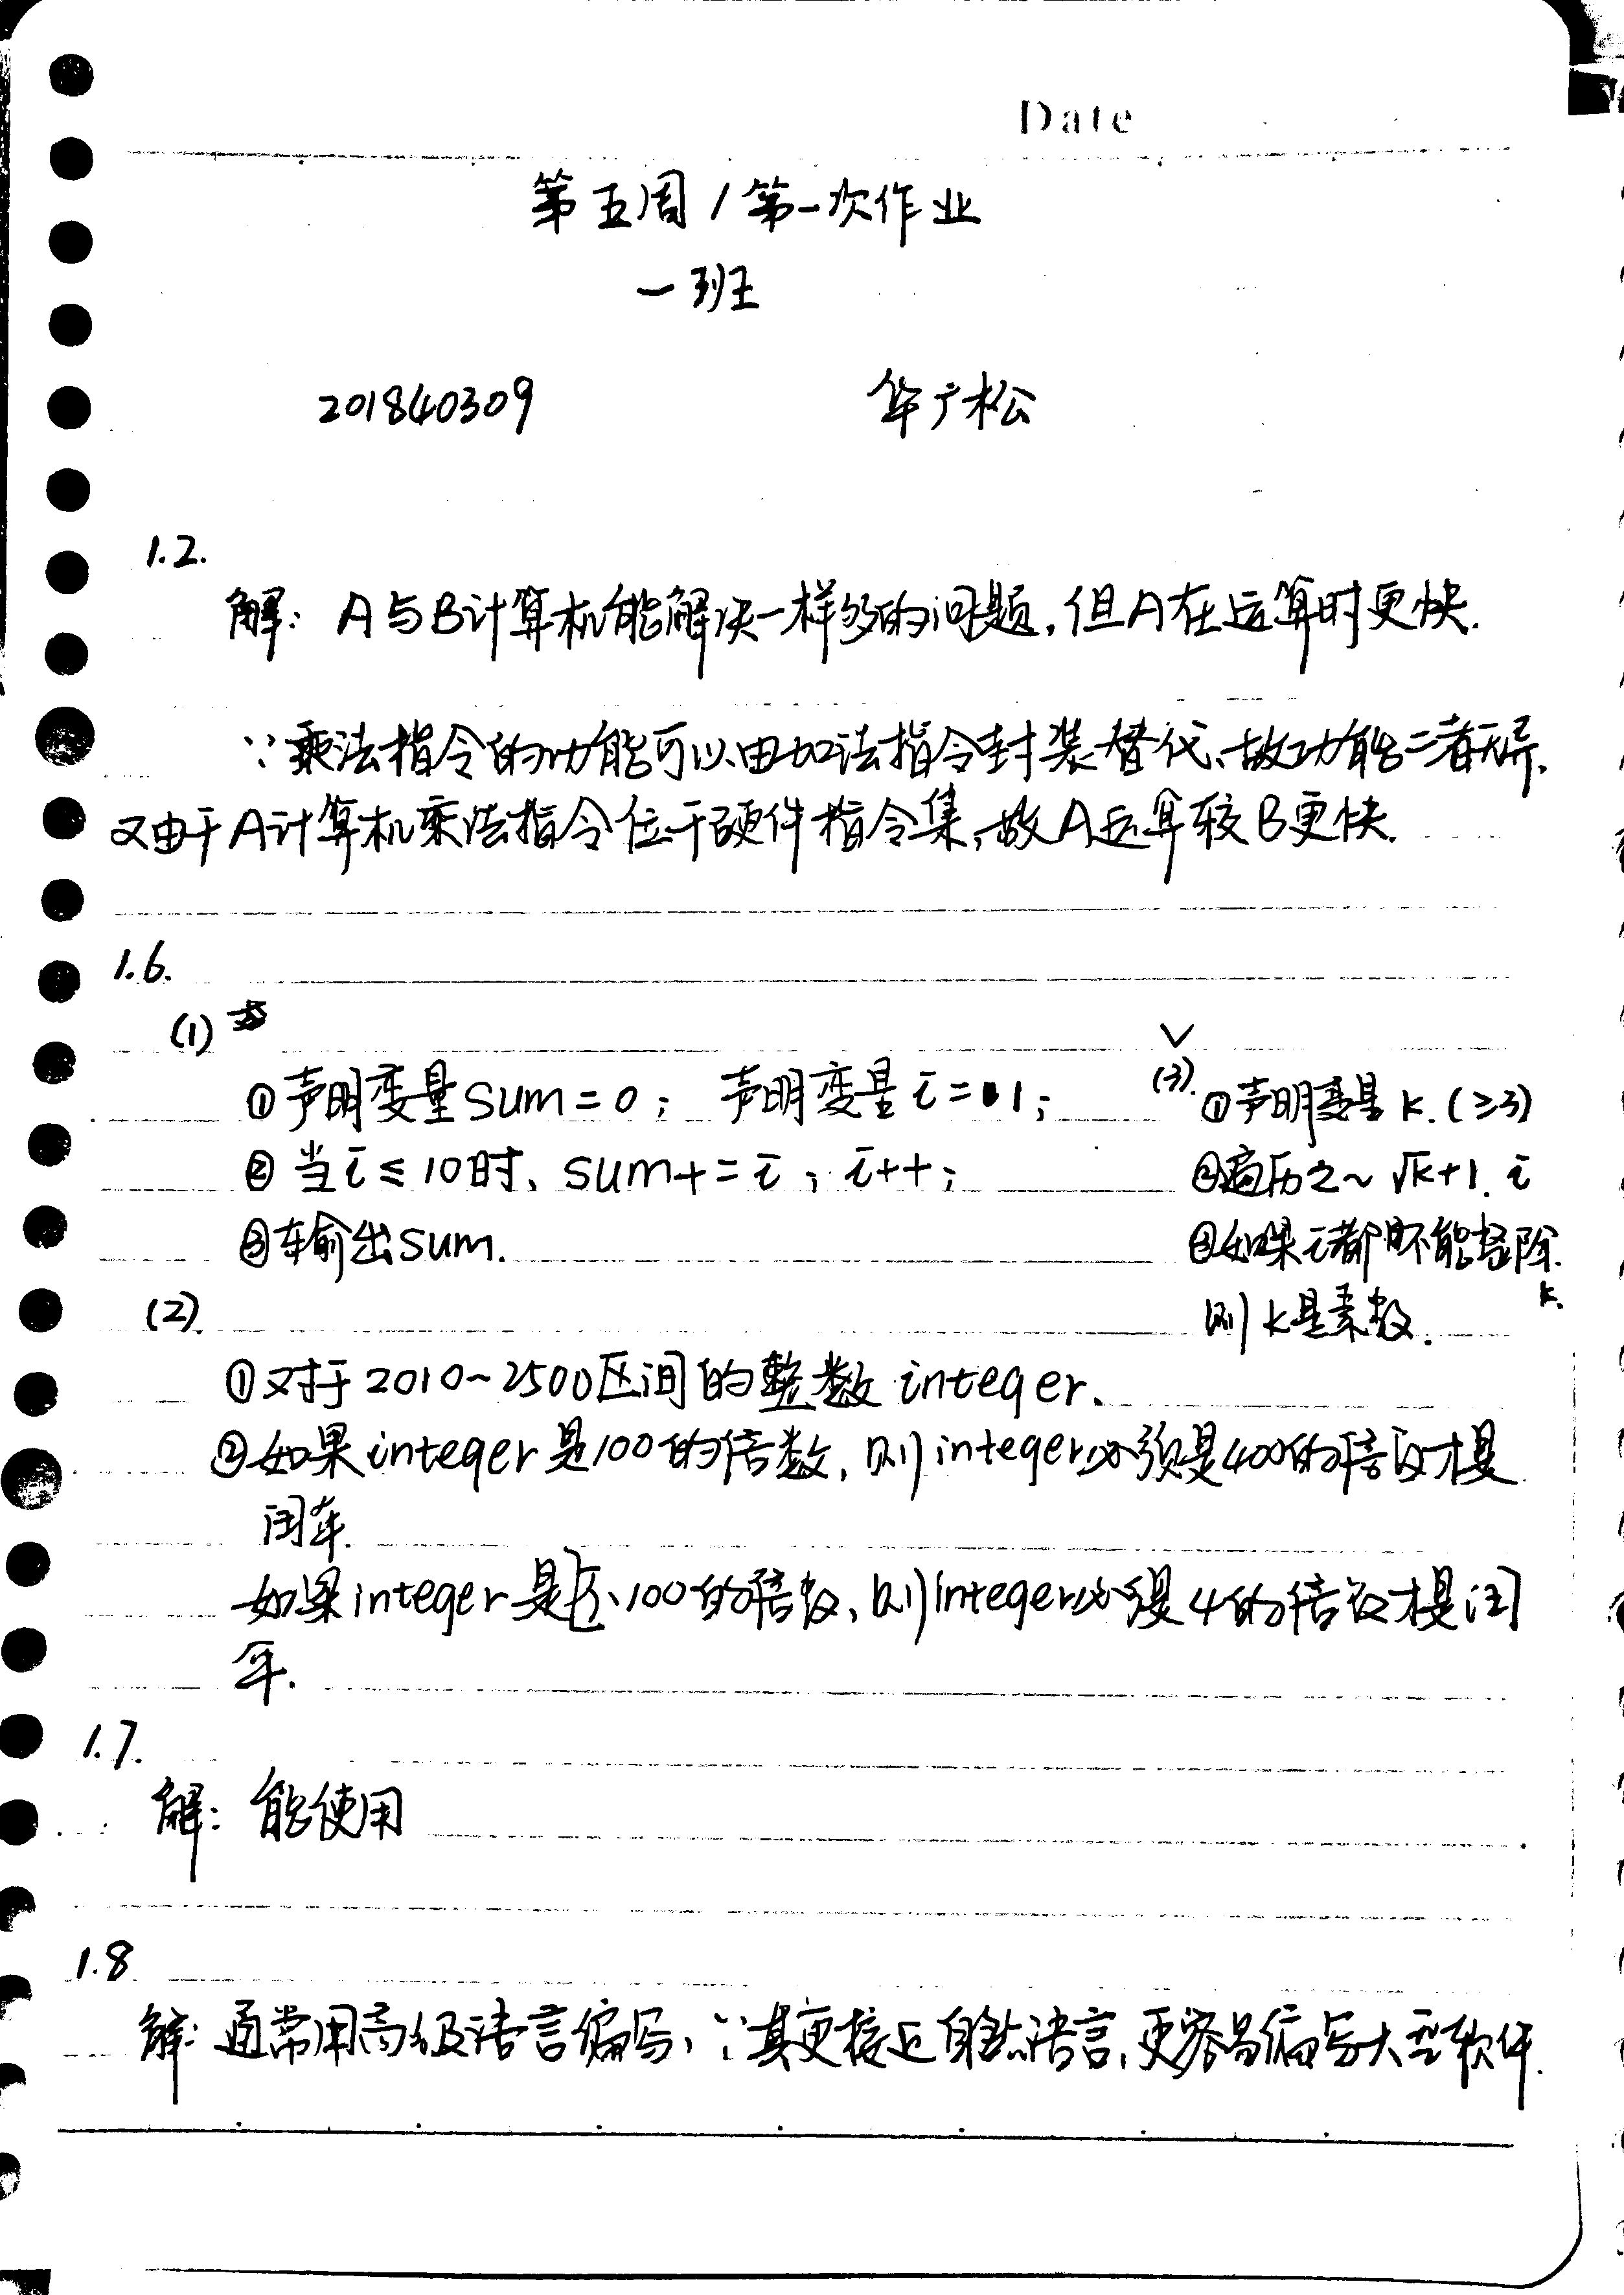 Date
第五周 / 第一次作业
一班
201840309 华广松
1.2.
解: A与B计算机能解决一样多的问题, 但A在运算时更快.
∵乘法指令的功能可以由加法指令封装替代、故功能二者无异.
又由于A计算机乘法指令位于硬件指令集, 故A运算较B更快.
1.6.
(1)
①声明变量sum=0; 声明变量i=1;
②当i≤10时、sum+=i; i++;
③输出sum.
(3). ①声明变量k.(≥3)
②遍历2~√k+1. i
③如果i都不能整除k.
则k是素数.
(2).
①对于2010~2500区间的整数integer、
②如果integer是100的倍数, 则integer必须是400的倍数才是
闰年.
如果integer是100的倍数, 则integer必须是4的倍数才是闰
年.
1.7.
解: 能使用
1.8
解: 通常用高级语言编写, ∵其更接近自然语言, 更容易编写大型软件.